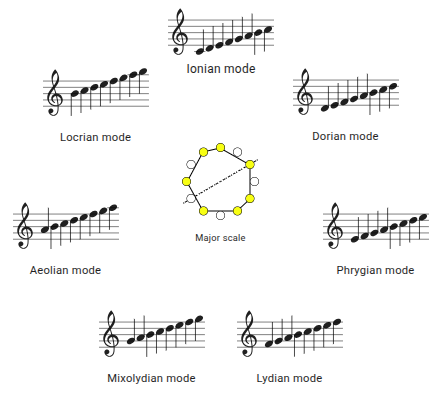 Ionian mode
Locrian mode
Dorian mode
Major scale
Aeolian mode
Phrygian mode
Mixolydian mode
Lydian mode